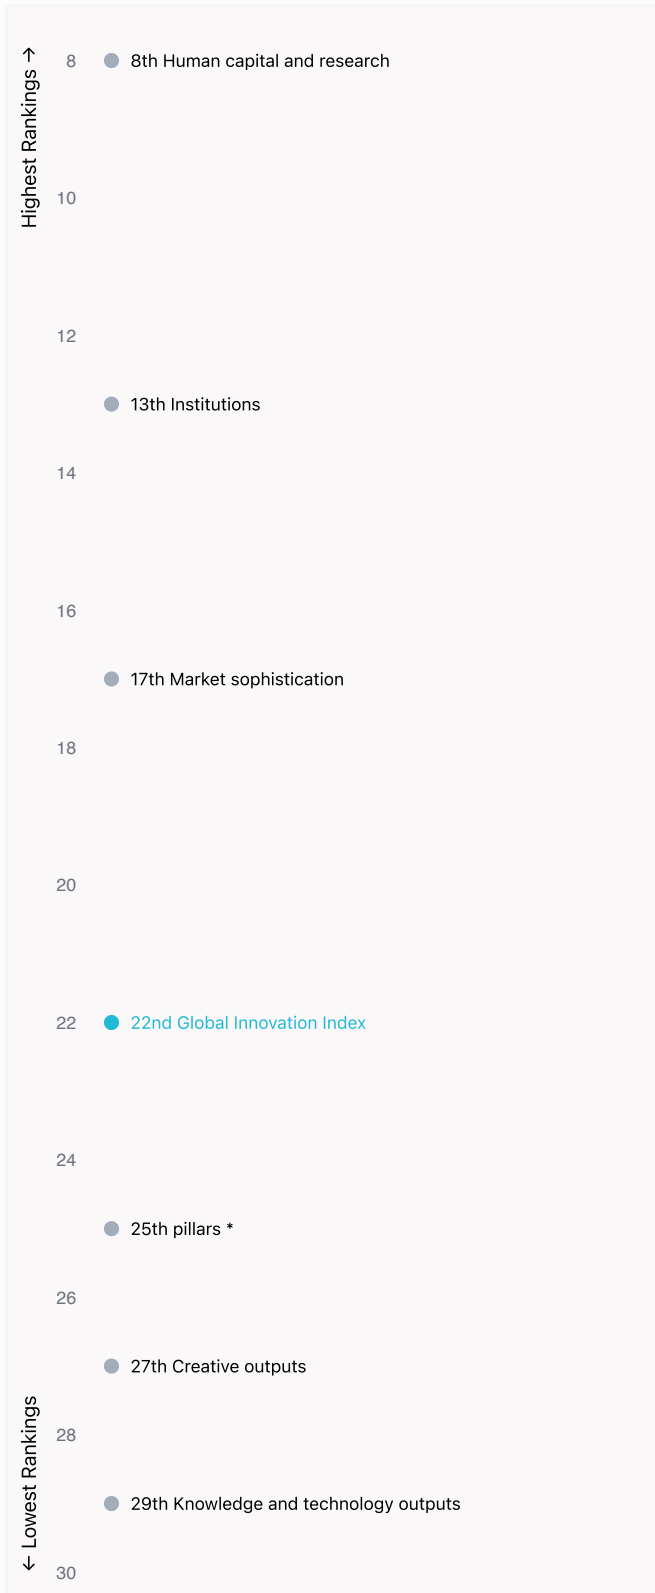 Highest Rankings →
8
8th Human capital and research
10
12
13th Institutions
14
16
17th Market sophistication
18
20
22
22nd Global Innovation Index
24
25th pillars *
26
27th Creative outputs
28
29th Knowledge and technology outputs
← Lowest Rankings
30